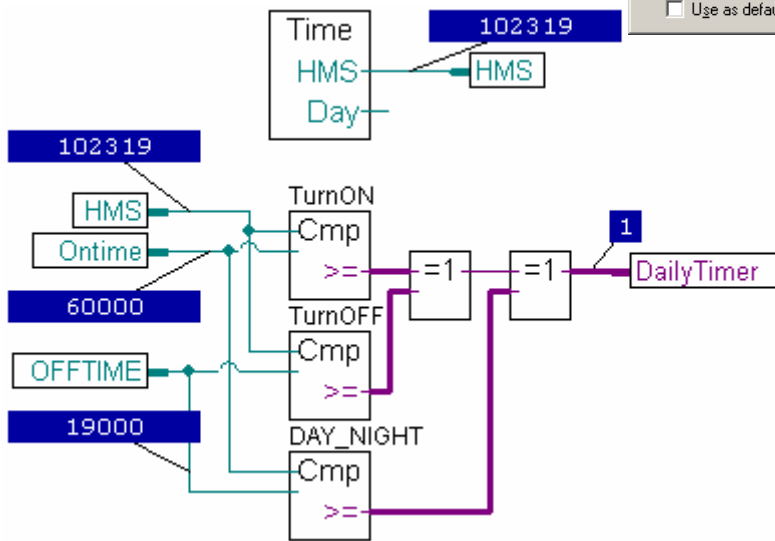 Use as defau
Time
HMS
Day
102319
HMS
102319
HMS
Ontime
60000
OFFTIME
19000
TurnON
Cmp
>=
TurnOFF
Cmp
>=
DAY_NIGHT
Cmp
>=
=1
=1
1
DailyTimer